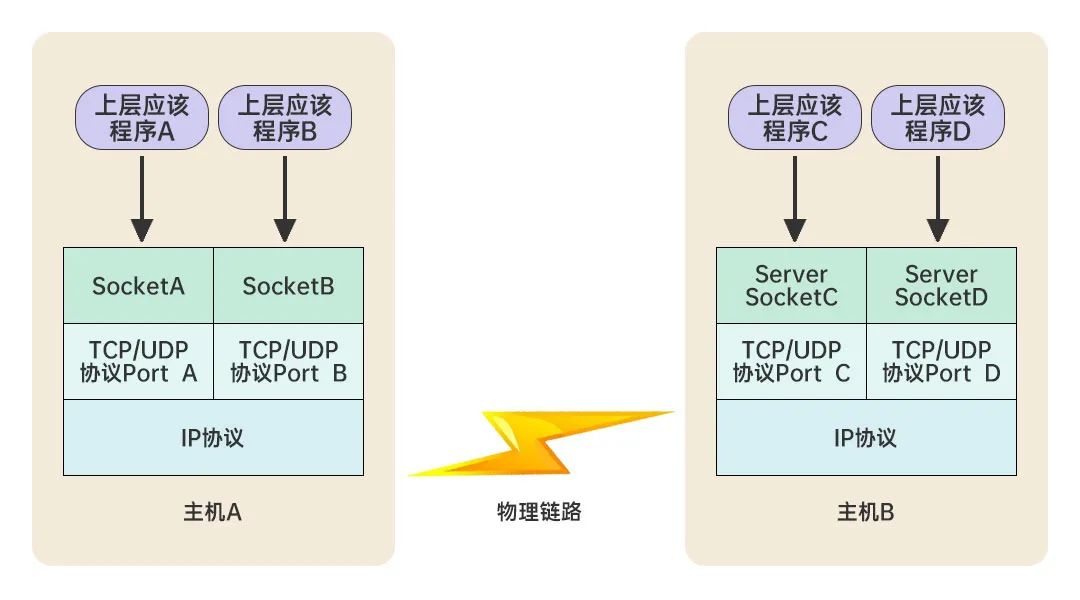 上层应该
程序A
上层应该
程序B
SocketA
SocketB
TCP/UDP
协议Port A
TCP/UDP
协议Port B
IP协议
主机A
物理链路
上层应该
程序C
上层应该
程序D
Server
SocketC
Server
SocketD
TCP/UDP
协议Port C
TCP/UDP
协议Port D
IP协议
主机B